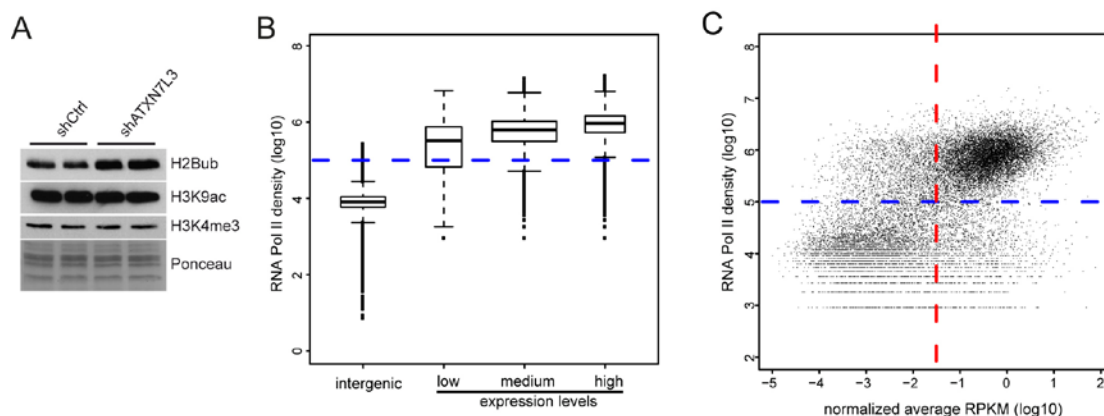 A
shCtrl
shATXN7L3
H2Bub
H3K9ac
H3K4me3
Ponceau
B
RNA Pol II density (log10)
8
6
4
2
0
intergenic
low
medium
high
expression levels
C
RNA Pol II density (log10)
8
7
6
5
4
3
2
-5
-4
-3
-2
-1
0
1
2
normalized average RPKM (log10)